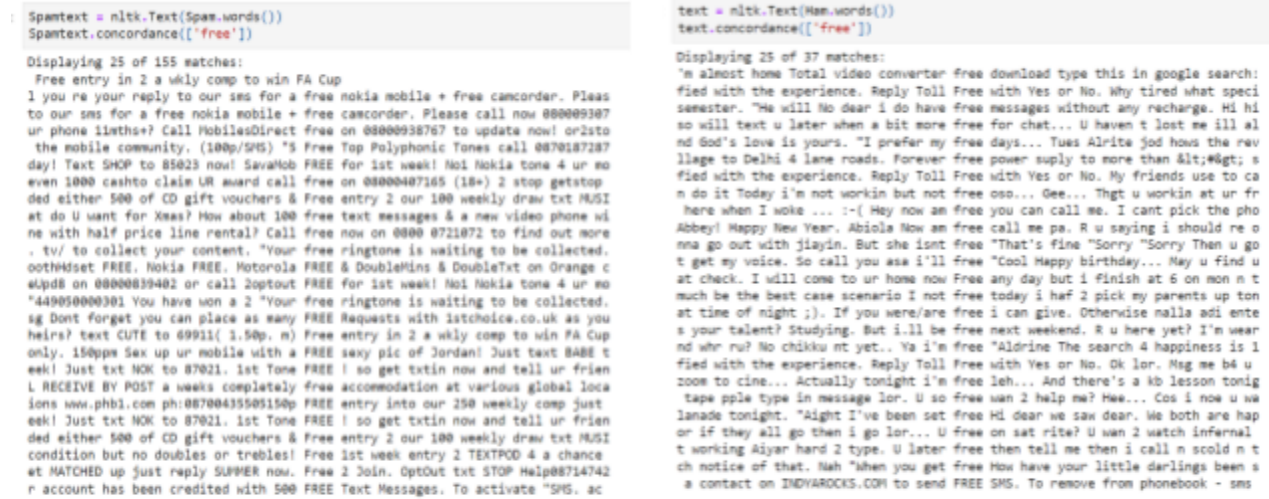 Spamtext = nltk.Text(Spam.words())
Spamtext.concordance(['free'])
Displaying 25 of 155 matches:
Free entry in 2 a wkly comp to win FA Cup
l you re your reply to our sms for a free nokia mobile + free camcorder. Pleas
to our sms for a free nokia mobile + free camcorder. Please call now 080009307
ur phone 11mths+? Call MobilesDirect free on 08000938767 to update now! or2sto
the mobile community. (100p/SMS) "5 Free Top Polyphonic Tones call 0870187287
day! Text SHOP to 85023 now! SavaMob FREE for 1st week! No1 Nokia tone 4 ur mo
even 1000 cashto claim UR award call free on 08000407165 (18+) 2 stop getstop
ded either 500 of CD gift vouchers & Free entry 2 our 100 weekly draw txt MUSI
at do U want for Xmas? How about 100 free text messages & a new video phone wi
ne with half price line rental? Call free now on 0800 0721072 to find out more
. tv/ to collect your content. "Your free ringtone is waiting to be collected.
oothHdset FREE. Nokia FREE. Motorola FREE & DoubleMins & DoubleTxt on Orange c
eUpd8 on 08000839402 or call 2optout FREE for 1st week! No1 Nokia tone 4 ur mo
"449050000301 You have won a 2 "Your free ringtone is waiting to be collected.
sg Dont forget you can place as many FREE Requests with 1stchoice.co.uk as you
heirs? text CUTE to 69911( 1.50p. m) Free entry in 2 a wkly comp to win FA Cup
only. 150ppm Sex up ur mobile with a FREE sexy pic of Jordan! Just text BABE t
eek! Just txt NOK to 87021. 1st Tone FREE ! so get txtin now and tell ur frien
L RECEIVE BY POST a weeks completely free accommodation at various global loca
ions www.phb1.com ph:08700435505150p FREE entry into our 250 weekly comp just
eek! Just txt NOK to 87021. 1st Tone FREE ! so get txtin now and tell ur frien
ded either 500 of CD gift vouchers & Free entry 2 our 100 weekly draw txt MUSI
condition but no doubles or trebles! Free 1st week entry 2 TEXTPOD 4 a chance
et MATCHED up just reply SUMMER now. Free 2 Join. OptOut txt STOP Help08714742
r account has been credited with 500 FREE Text Messages. To activate "SMS. ac
text = nltk.Text(Ham.words())
text.concordance(['free'])
Displaying 25 of 37 matches:
'm almost home Total video converter free download type this in google search:
fied with the experience. Reply Toll Free with Yes or No. Why tired what speci
semester. "He will No dear i do have free messages without any recharge. Hi hi
so will text u later when a bit more free for chat... U haven t lost me ill al
nd God's love is yours. "I prefer my free days... Tues Alrite jod hows the rev
llage to Delhi 4 lane roads. Forever free power suply to more than &lt;#&gt; s
fied with the experience. Reply Toll Free with Yes or No. My friends use to ca
n do it Today i'm not workin but not free oso... Gee... Thgt u workin at ur fr
here when I woke ... :-( Hey now am free you can call me. I cant pick the pho
Abbey! Happy New Year. Abiola Now am free call me pa. R u saying i should re o
nna go out with jiayin. But she isnt free "That's fine "Sorry "Sorry Then u go
t get my voice. So call you asa i'll free "Cool Happy birthday... May u find u
at check. I will come to ur home now Free any day but i finish at 6 on mon n t
much be the best case scenario I not free today i haf 2 pick my parents up ton
at time of night ;). If you were/are free i can give. Otherwise nalla adi ente
s your talent? Studying. But i.ll be free next weekend. R u here yet? I'm wear
nd whr ru? No chikku nt yet.. Ya i'm free "Aldrine The search 4 happiness is 1
fied with the experience. Reply Toll Free with Yes or No. Ok lor. Msg me b4 u
zoom to cine... Actually tonight i'm free leh... And there's a kb lesson tonig
tape pple type in message lor. U so free wan 2 help me? Hee... Cos i noe u wa
lanade tonight. "Aight I've been set free Hi dear we saw dear. We both are hap
or if they all go then i go lor... U free on sat rite? U wan 2 watch infernal
t working Aiyar hard 2 type. U later free then tell me then i call n scold n t
ch notice of that. Nah "When you get free How have your little darlings been s
a contact on INDYAROCKS.COM to send FREE SMS. To remove from phonebook - sms